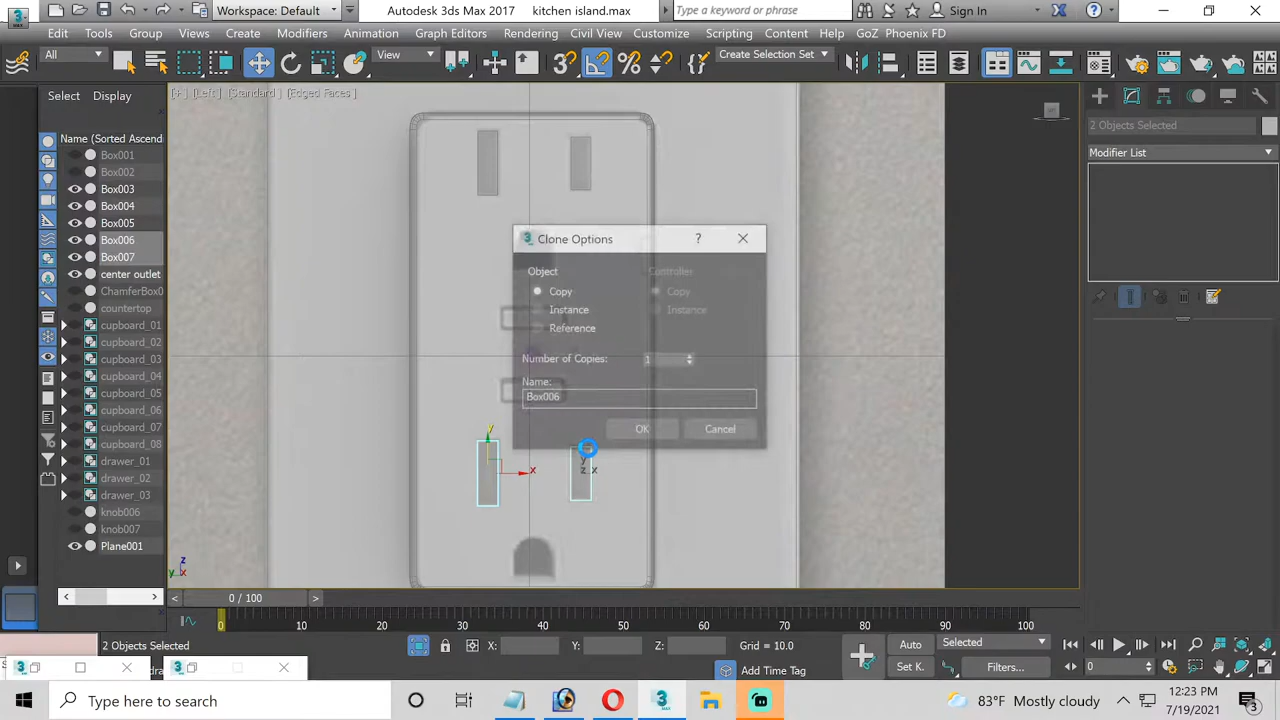 Workspace: Default
Autodesk 3ds Max 2017
kitchen island.max
Type a keyword or phrase
Sign In
Edit Tools Group Views Create Modifiers Animation Graph Editors Rendering Civil View Customize Scripting Content Help GoZ Phoenix FD
All
View
Create Selection Set
Select Display
[+] [Left] [Standard] [Edged Faces]
2 Objects Selected
Name (Sorted Ascend
Modifier List
Box001
Box002
Box003
Box004
Box005
Box006
Box007
center outlet
ChamferBox0
countertop
cupboard_01
cupboard_02
cupboard_03
cupboard_04
cupboard_05
cupboard_06
cupboard_07
cupboard_08
drawer_01
drawer_02
drawer_03
knob006
knob007
Plane001
Clone Options
Object Controller
Copy Copy
Instance Instance
Reference
Number of Copies: 1
Name:
Box006
OK Cancel
y
x
y
z x
z
y x
0 / 100
0 10 20 30 40 50 60 70 80 90 100
2 Objects Selected
X: Y: Z: Grid = 10.0
Auto Selected
Set K. Filters...
Add Time Tag
0
Type here to search
83°F Mostly cloudy
12:23 PM
7/19/2021
3